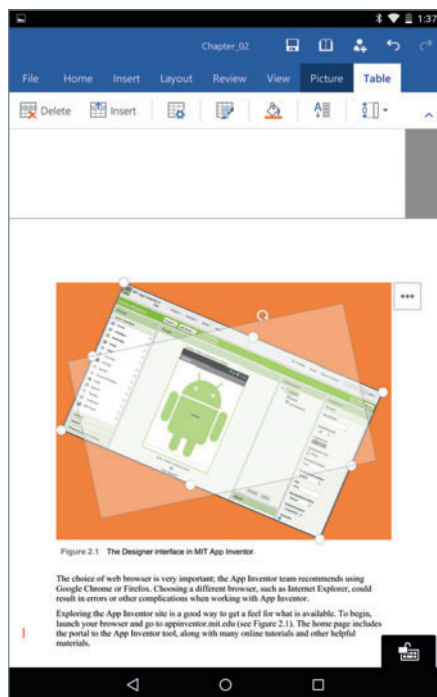 1:37
Chapter_02
File Home Insert Layout Review View Picture Table
Delete Insert
Figure 2.1 The Designer interface in MIT App Inventor.
The choice of web browser is very important; the App Inventor team recommends using
Google Chrome or Firefox. Choosing a different browser, such as Internet Explorer, could
result in errors or other complications when working with App Inventor.
Exploring the App Inventor site is a good way to get a feel for what is available. To begin,
launch your browser and go to appinventor.mit.edu (see Figure 2.1). The home page includes
the portal to the App Inventor tool, along with many online tutorials and other helpful
materials.